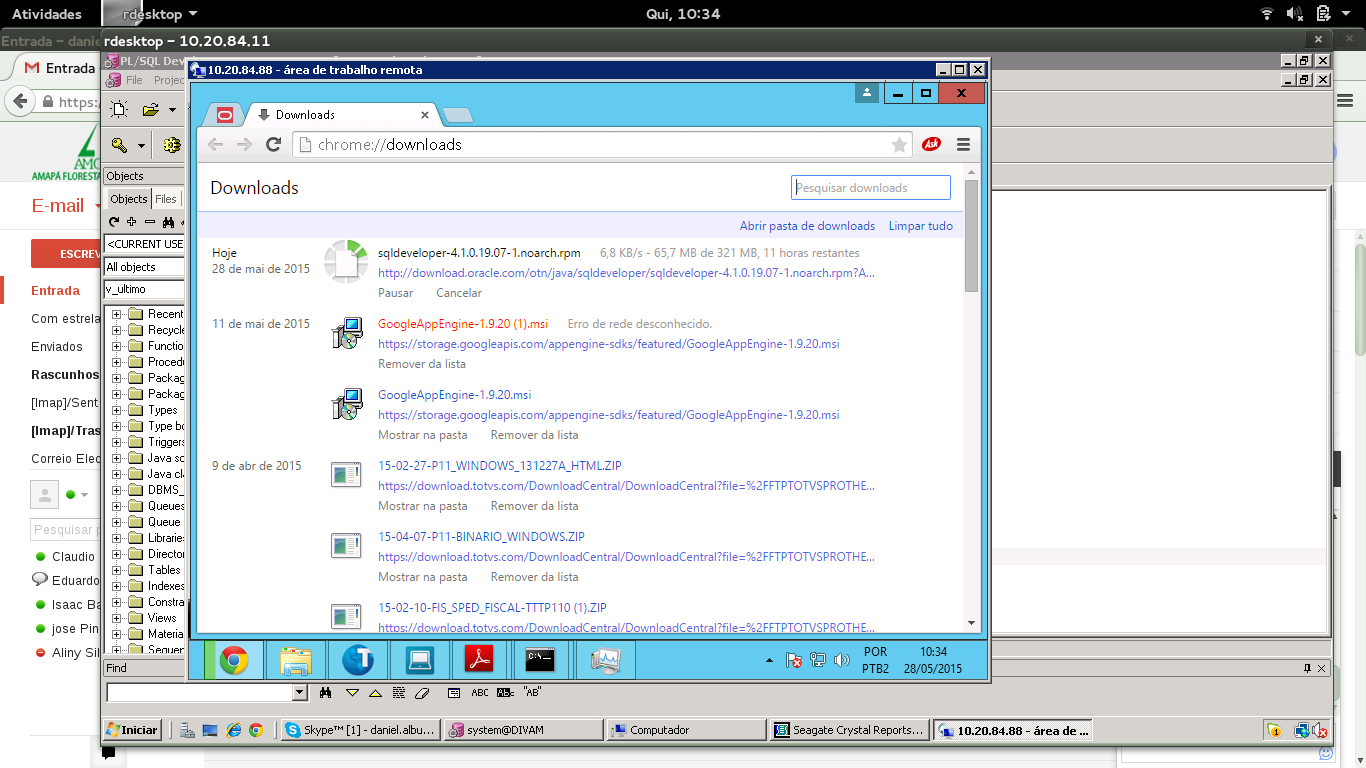 Atividades
rdesktop
Qui, 10:34
Entrada – danie
rdesktop – 10.20.84.11
Entrada
https:
AMAPÁ FLORESTA
E-mail
ESCREV
Entrada
Com estrela
Enviados
Rascunhos
[Imap]/Sent
[Imap]/Tras
Correio Elec
Pesquisar p
Claudio
Eduardo
Isaac Ba
jose Pin
Aliny Sil
PL/SQL Dev
File Projec
Objects
Objects Files
<CURRENT USE
All objects
v_ultimo
Recent
Recycle
Functio
Procedu
Packag
Packag
Types
Type bo
Triggers
Java so
Java cla
DBMS_
Queues
Queue
Libraries
Director
Tables
Indexes
Constra
Views
Material
Sequen
Find
10.20.84.88 - área de trabalho remota
Downloads
chrome://downloads
Ask
Downloads
Pesquisar downloads
Abrir pasta de downloads Limpar tudo
Hoje
28 de mai de 2015
sqldeveloper-4.1.0.19.07-1.noarch.rpm 6,8 KB/s - 65,7 MB de 321 MB, 11 horas restantes
http://download.oracle.com/otn/java/sqldeveloper/sqldeveloper-4.1.0.19.07-1.noarch.rpm?A...
Pausar Cancelar
11 de mai de 2015
GoogleAppEngine-1.9.20 (1).msi Erro de rede desconhecido.
https://storage.googleapis.com/appengine-sdks/featured/GoogleAppEngine-1.9.20.msi
Remover da lista
GoogleAppEngine-1.9.20.msi
https://storage.googleapis.com/appengine-sdks/featured/GoogleAppEngine-1.9.20.msi
Mostrar na pasta Remover da lista
9 de abr de 2015
15-02-27-P11_WINDOWS_131227A_HTML.ZIP
https://download.totvs.com/DownloadCentral/DownloadCentral?file=%2FFTPTOTVSPROTHE...
Mostrar na pasta Remover da lista
15-04-07-P11-BINARIO_WINDOWS.ZIP
https://download.totvs.com/DownloadCentral/DownloadCentral?file=%2FFTPTOTVSPROTHE...
Mostrar na pasta Remover da lista
15-02-10-FIS_SPED_FISCAL-TTTP110 (1).ZIP
https://download.totvs.com/DownloadCentral/DownloadCentral?file=%2FFTPTOTVSPROTHE...
POR
PTB2
10:34
28/05/2015
ABC
"AB"
Iniciar
Skype™ [1] - daniel.albu...
system@DIVAM
Computador
Seagate Crystal Reports...
10.20.84.88 - área de ...